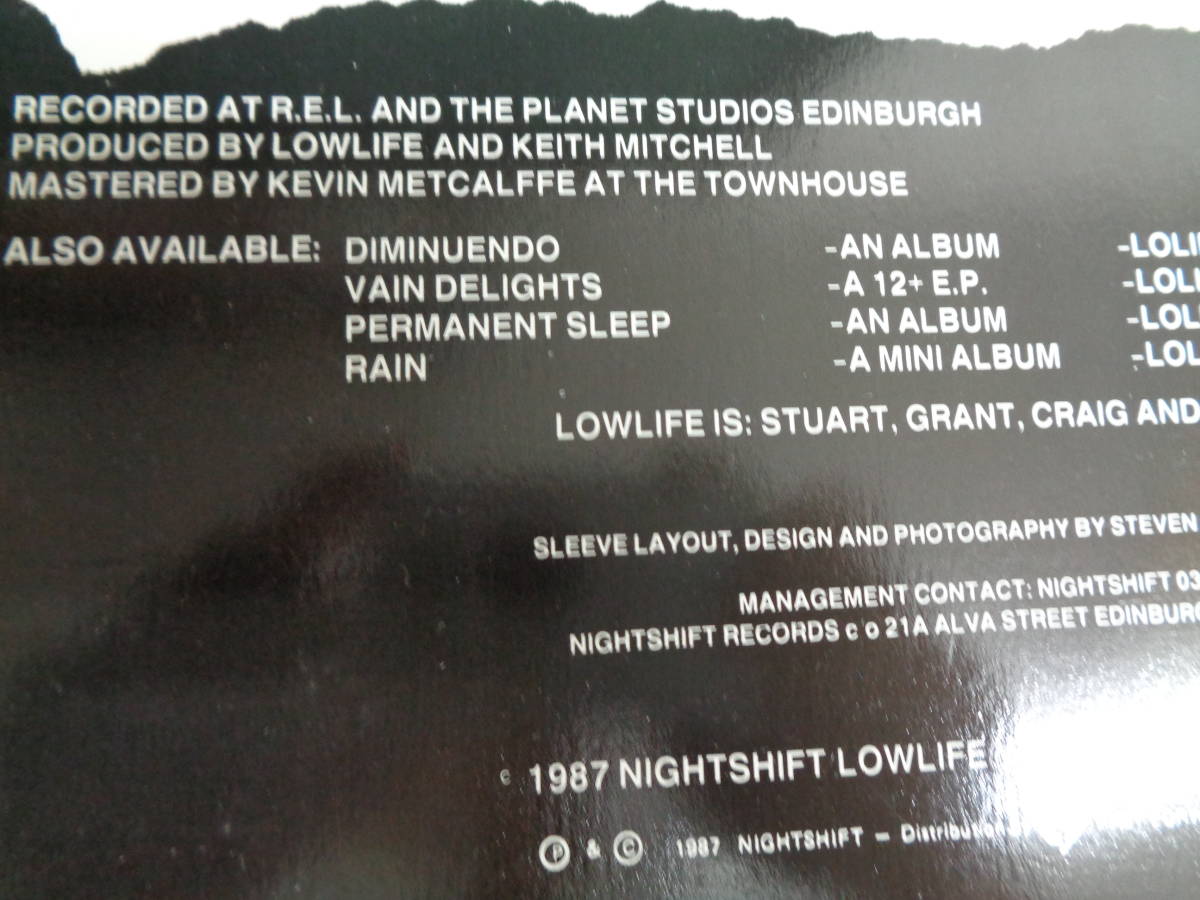 RECORDED AT R.E.L. AND THE PLANET STUDIOS EDINBURGH
PRODUCED BY LOWLIFE AND KEITH MITCHELL
MASTERED BY KEVIN METCALFFE AT THE TOWNHOUSE
ALSO AVAILABLE: DIMINUENDO -AN ALBUM
VAIN DELIGHTS -A 12+ E.P.
PERMANENT SLEEP -AN ALBUM
RAIN -A MINI ALBUM
LOWLIFE IS: STUART, GRANT, CRAIG AND
SLEEVE LAYOUT, DESIGN AND PHOTOGRAPHY BY STEVEN
MANAGEMENT CONTACT: NIGHTSHIFT 03
NIGHTSHIFT RECORDS c o 21A ALVA STREET
c 1987 NIGHTSHIFT LOWLIFE
Ⓟ & © 1987 NIGHTSHIFT –